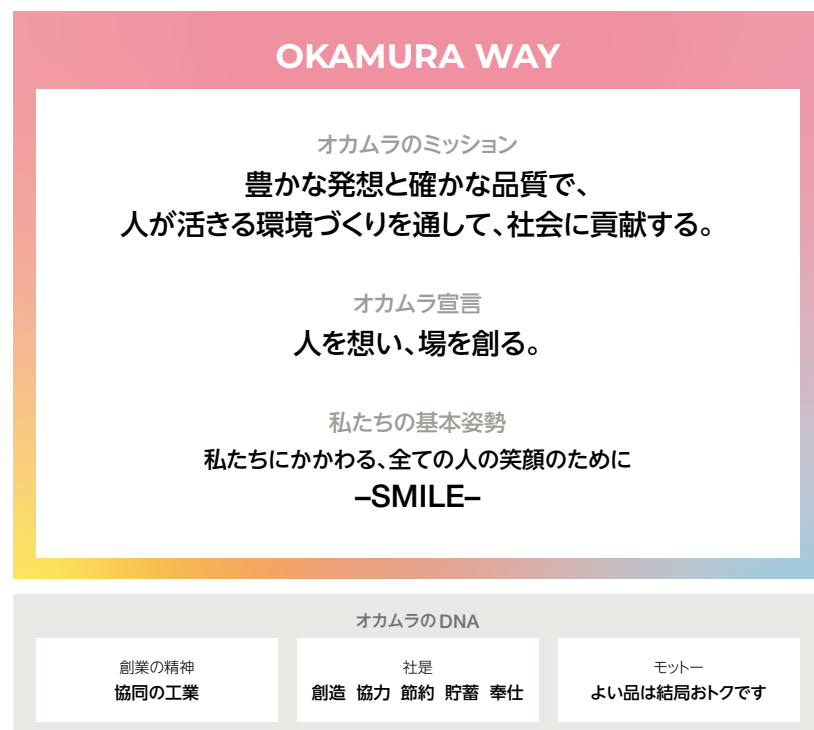 OKAMURA WAY
オカムラのミッション
豊かな発想と確かな品質で、
人が活きる環境づくりを通して、社会に貢献する。
オカムラ宣言
人を想い、場を創る。
私たちの基本姿勢
私たちにかかわる、全ての人の笑顔のために
–SMILE–
オカムラのDNA
創業の精神
協同の工業
社是
創造 協力 節約 貯蓄 奉仕
モットー
よい品は結局おトクです